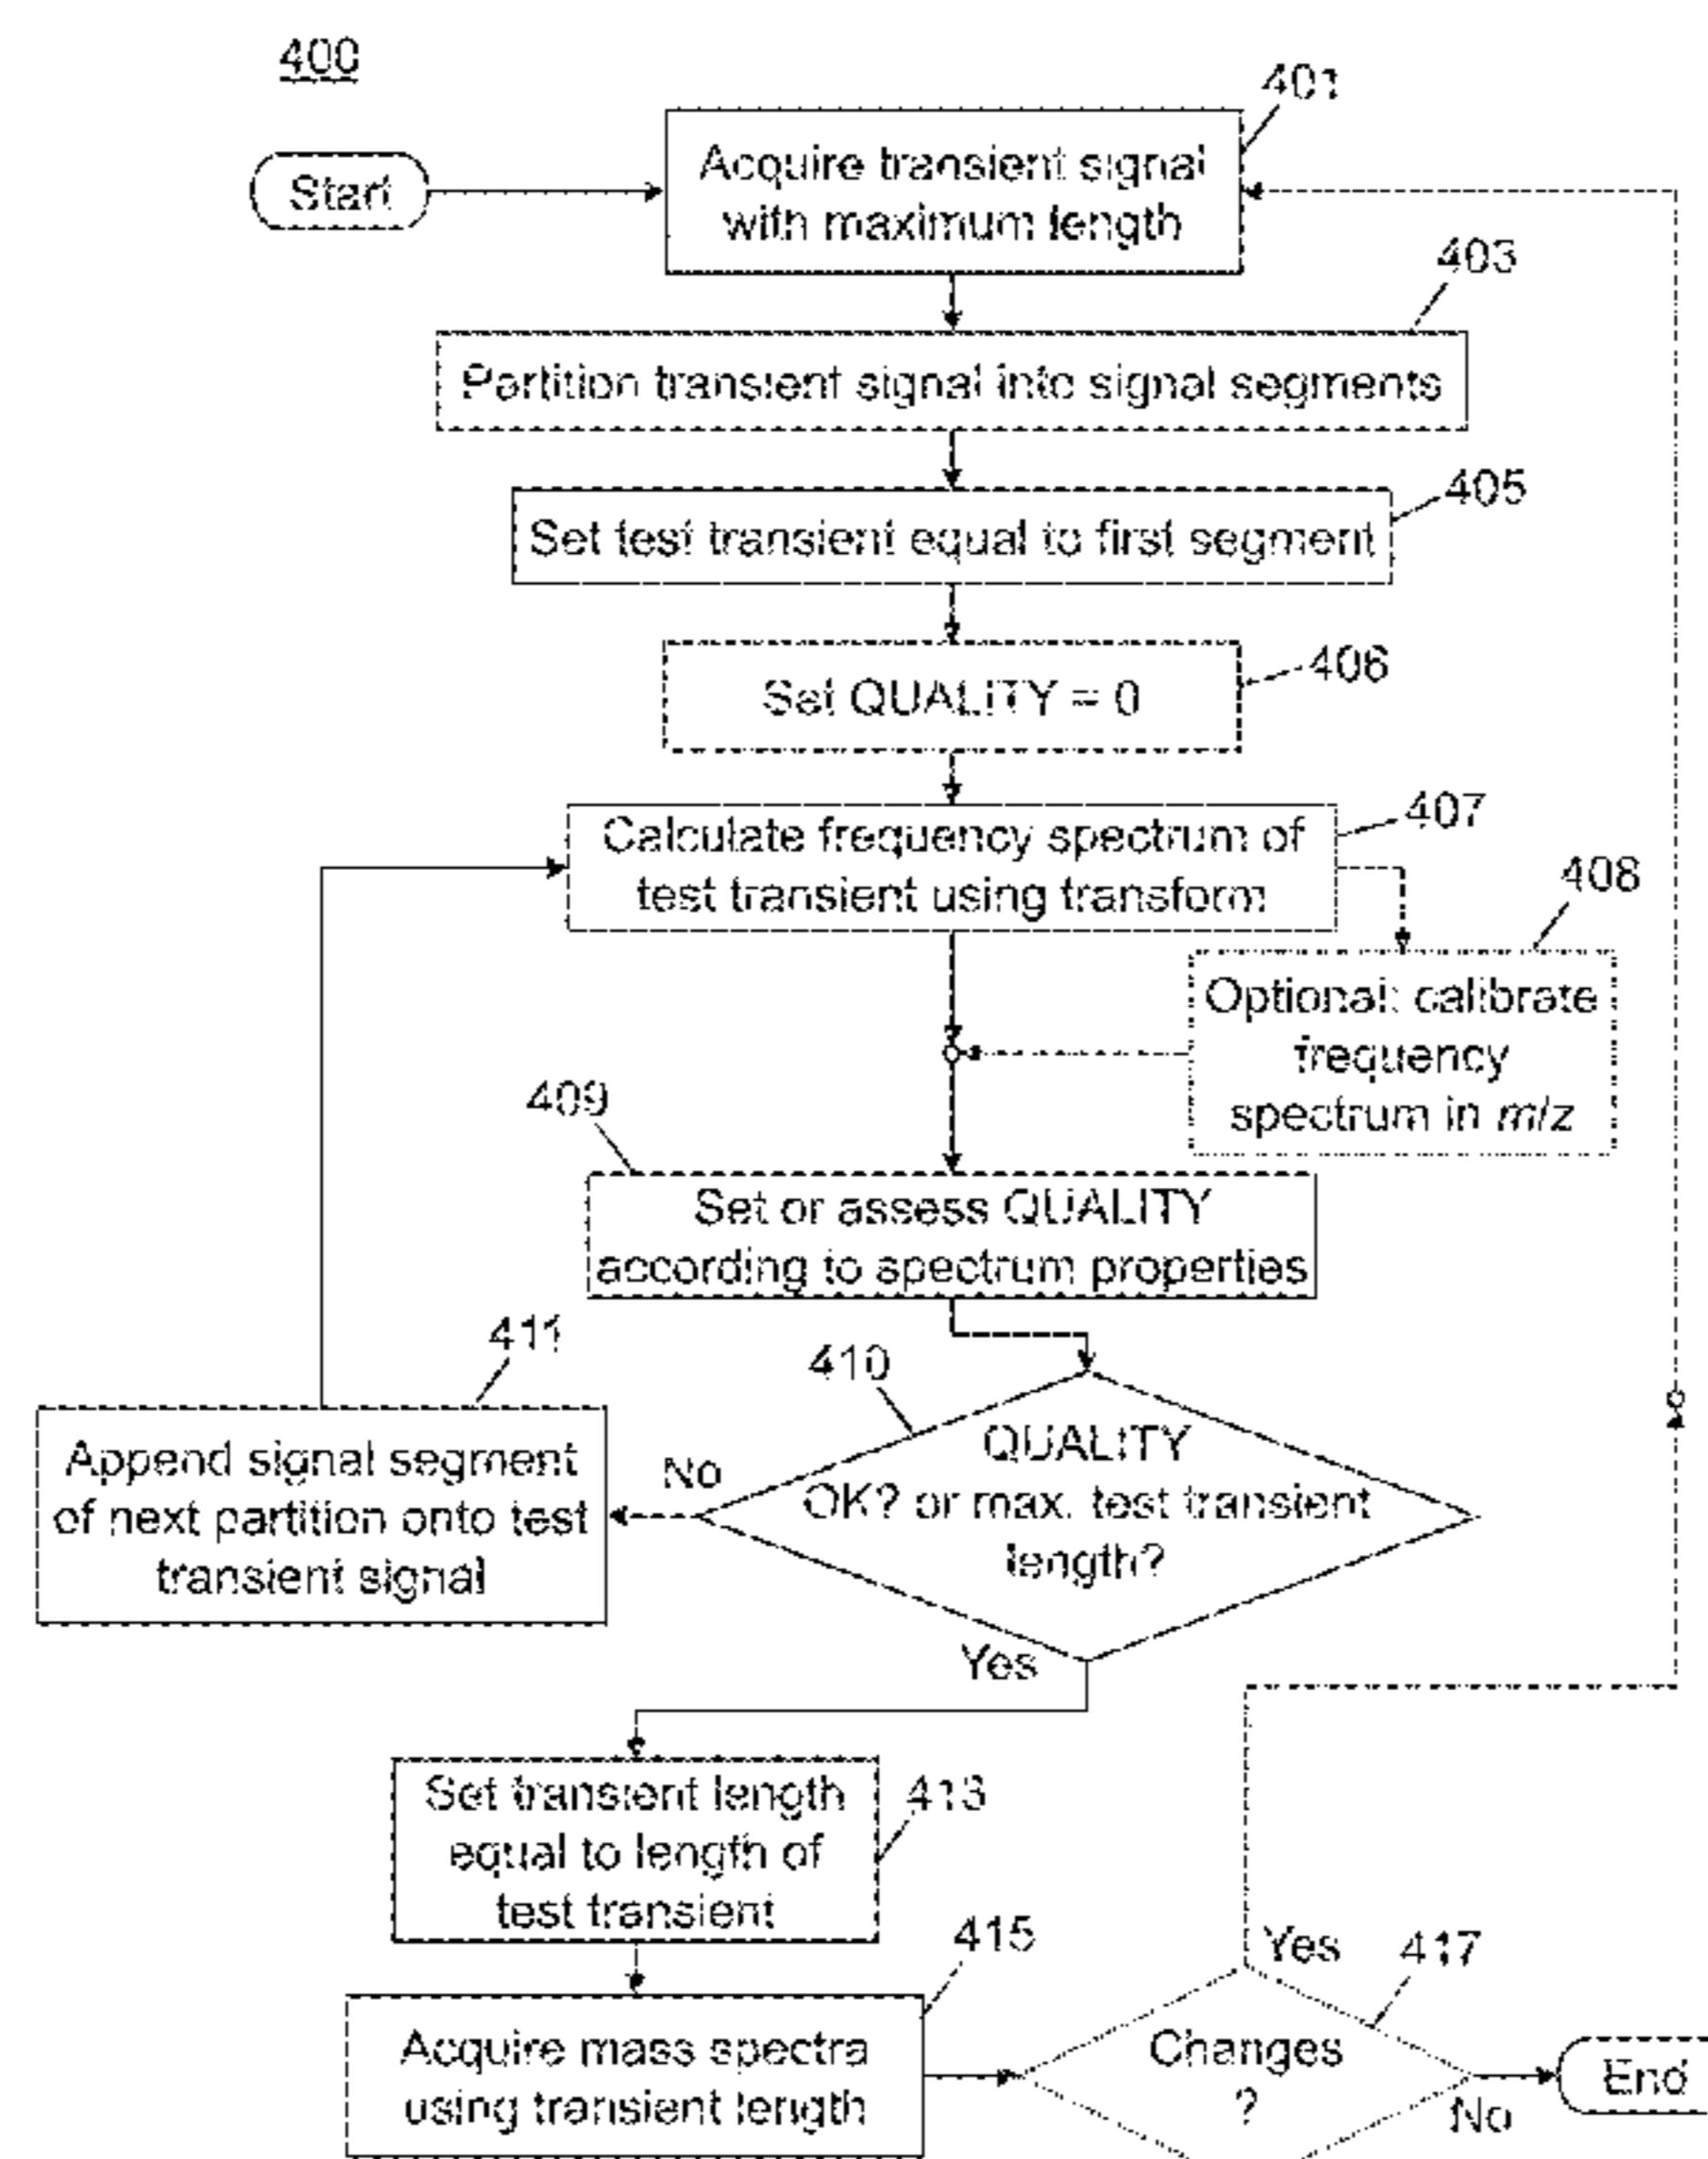 400
401
Start
Acquire transient signal
with maximum length
403
Partition transient signal into signal segments
405
Set test transient equal to first segment
406
Set QUALITY = 0
407
Calculate frequency spectrum of
test transient using transform
408
Optional: calibrate
frequency
spectrum in m/z
409
Set or assess QUALITY
according to spectrum properties
411
410
Append signal segment
of next partition onto test
transient signal
No
QUALITY
OK? or max. test transient
length?
Yes
Set transient length
equal to length of
test transient
413
415
Acquire mass spectra
using transient length
Yes
417
Changes
?
No
End